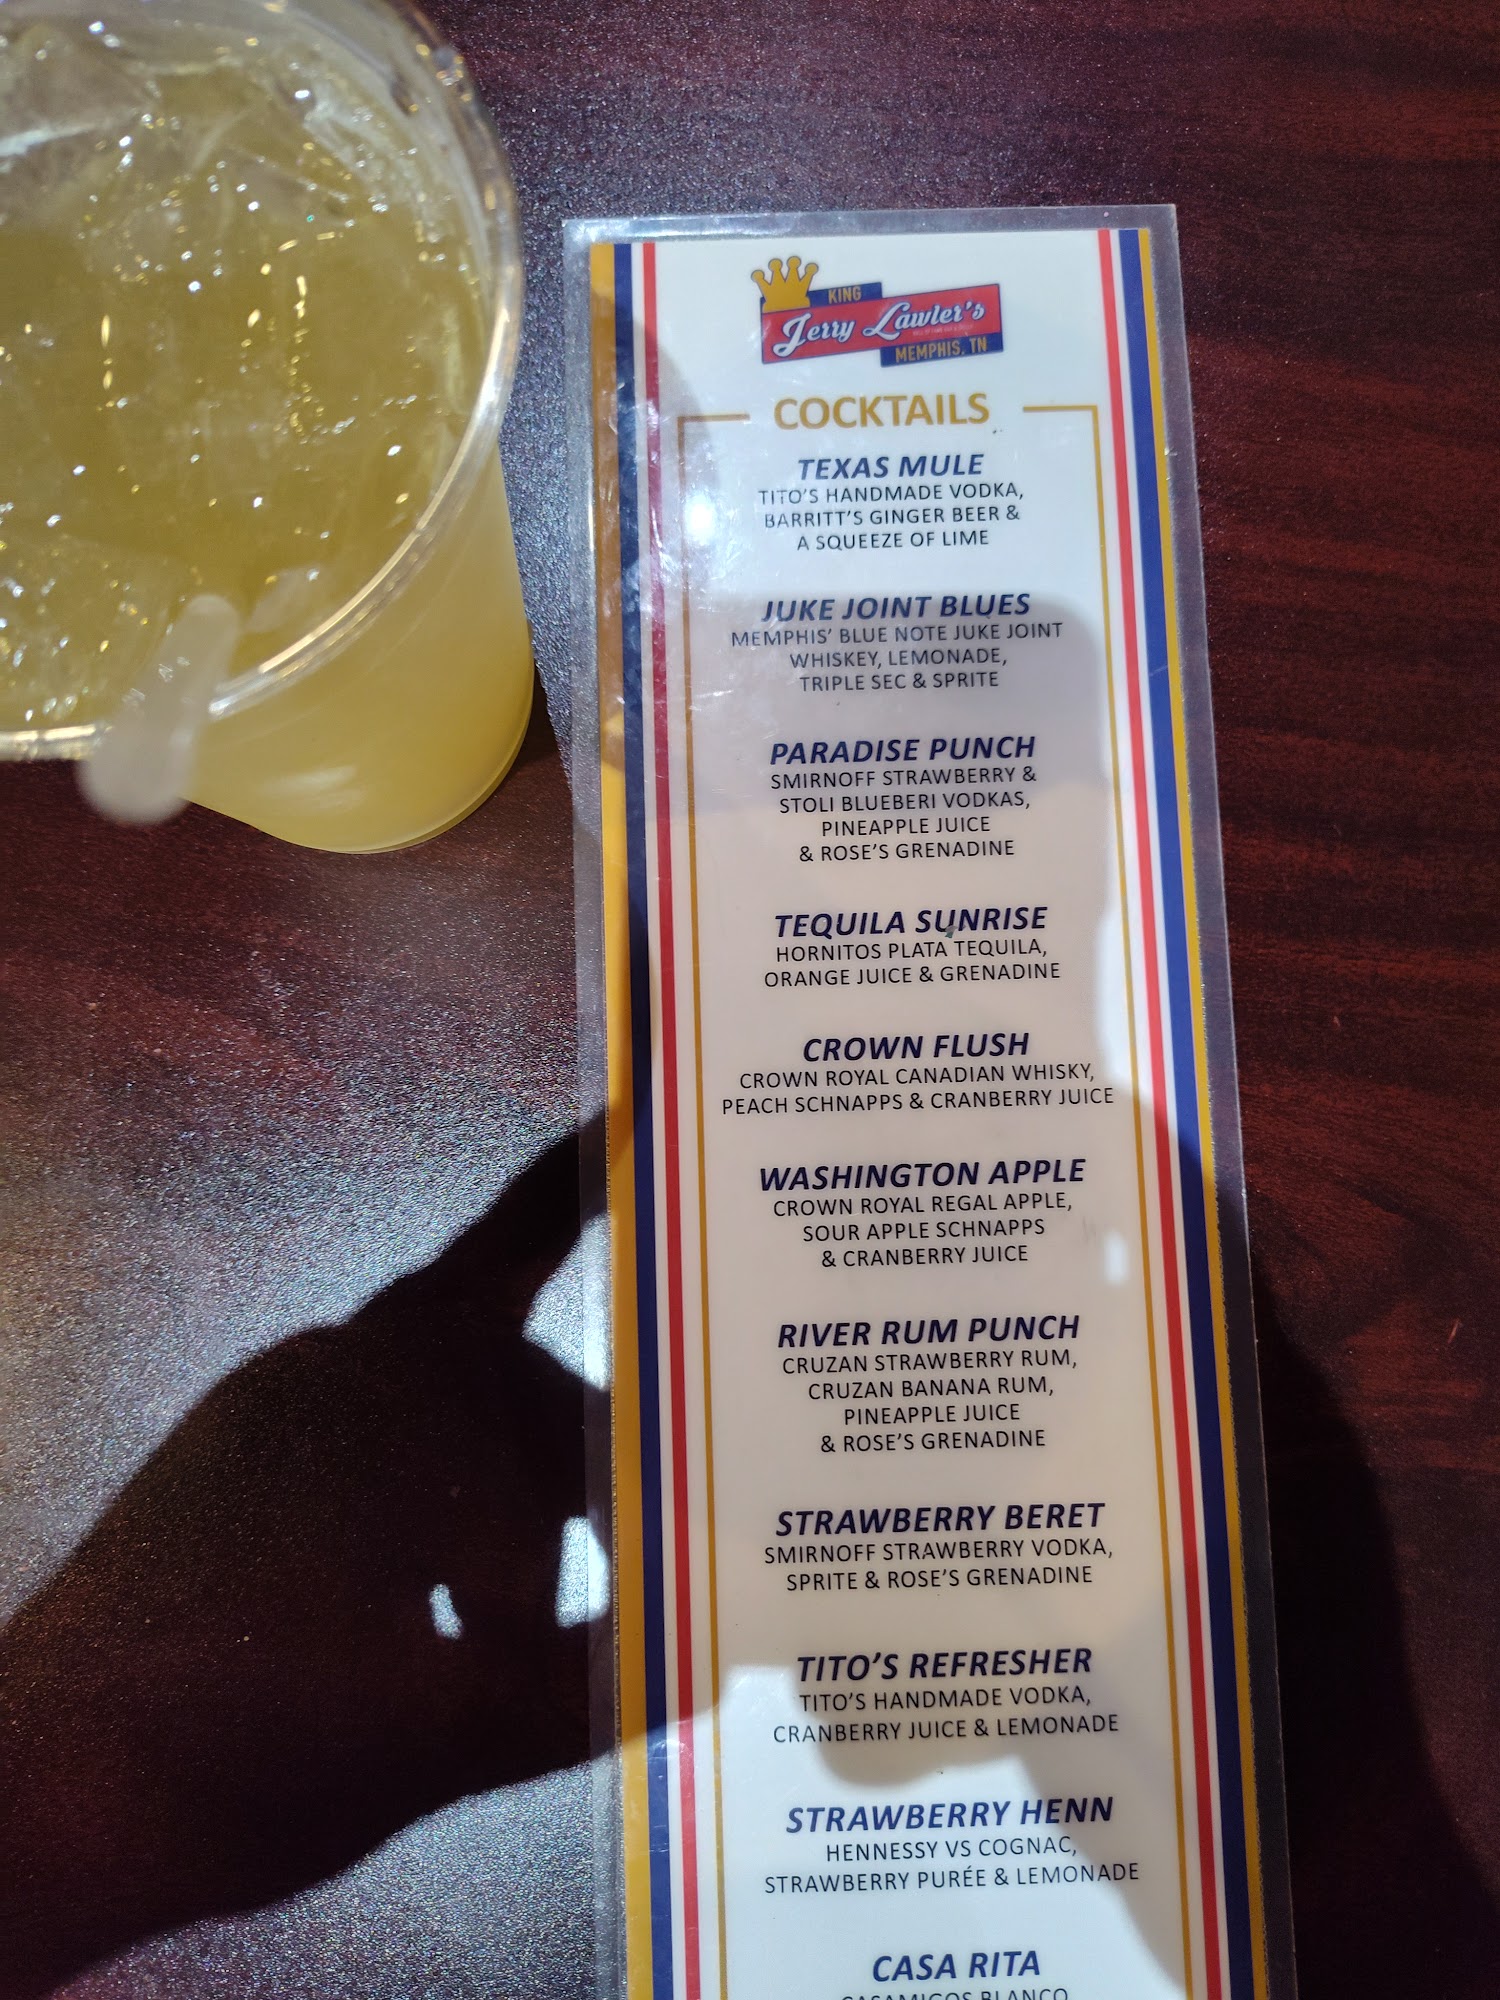 KING
Jerry Lawler's
MEMPHIS, TN
COCKTAILS
TEXAS MULE
TITO'S HANDMADE VODKA,
BARRITT'S GINGER BEER &
A SQUEEZE OF LIME
JUKE JOINT BLUES
MEMPHIS' BLUE NOTE JUKE JOINT
WHISKEY, LEMONADE,
TRIPLE SEC & SPRITE
PARADISE PUNCH
SMIRNOFF STRAWBERRY &
STOLI BLUEBERI VODKAS,
PINEAPPLE JUICE
& ROSE'S GRENADINE
TEQUILA SUNRISE
HORNITOS PLATA TEQUILA,
ORANGE JUICE & GRENADINE
CROWN FLUSH
CROWN ROYAL CANADIAN WHISKY,
PEACH SCHNAPPS & CRANBERRY JUICE
WASHINGTON APPLE
CROWN ROYAL REGAL APPLE,
SOUR APPLE SCHNAPPS
& CRANBERRY JUICE
RIVER RUM PUNCH
CRUZAN STRAWBERRY RUM,
CRUZAN BANANA RUM,
PINEAPPLE JUICE
& ROSE'S GRENADINE
STRAWBERRY BERET
SMIRNOFF STRAWBERRY VODKA,
SPRITE & ROSE'S GRENADINE
TITO'S REFRESHER
TITO'S HANDMADE VODKA,
CRANBERRY JUICE & LEMONADE
STRAWBERRY HENN
HENNESSY VS COGNAC,
STRAWBERRY PURÉE & LEMONADE
CASA RITA
CASAMIGOS BLANCO